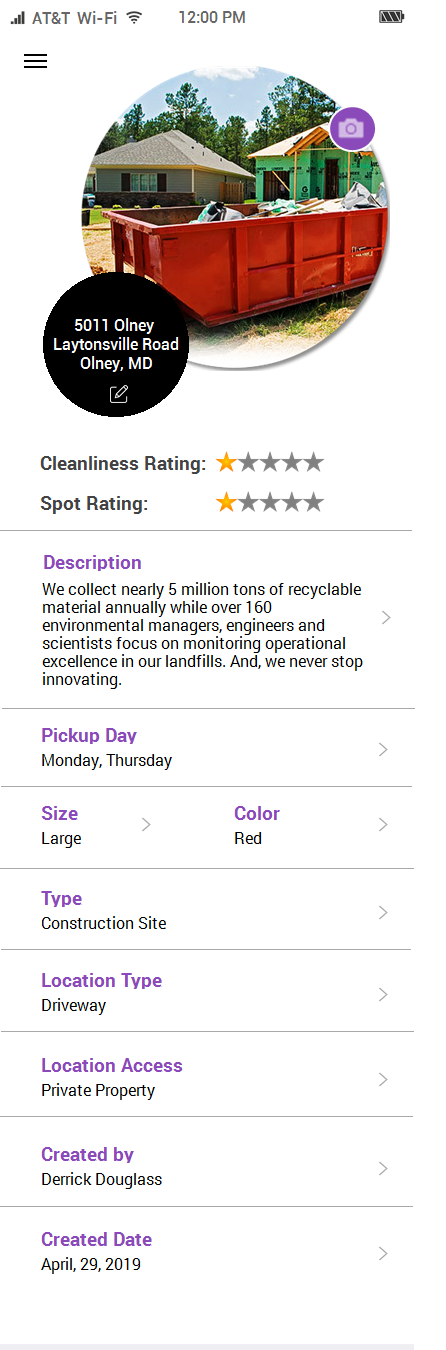 AT&T Wi-Fi 12:00 PM
5011 Olney
Laytonsville Road
Olney, MD
Cleanliness Rating:
Spot Rating:
Description
We collect nearly 5 million tons of recyclable
material annually while over 160
environmental managers, engineers and
scientists focus on monitoring operational
excellence in our landfills. And, we never stop
innovating.
Pickup Day
Monday, Thursday
Size Color
Large Red
Type
Construction Site
Location Type
Driveway
Location Access
Private Property
Created by
Derrick Douglass
Created Date
April, 29, 2019